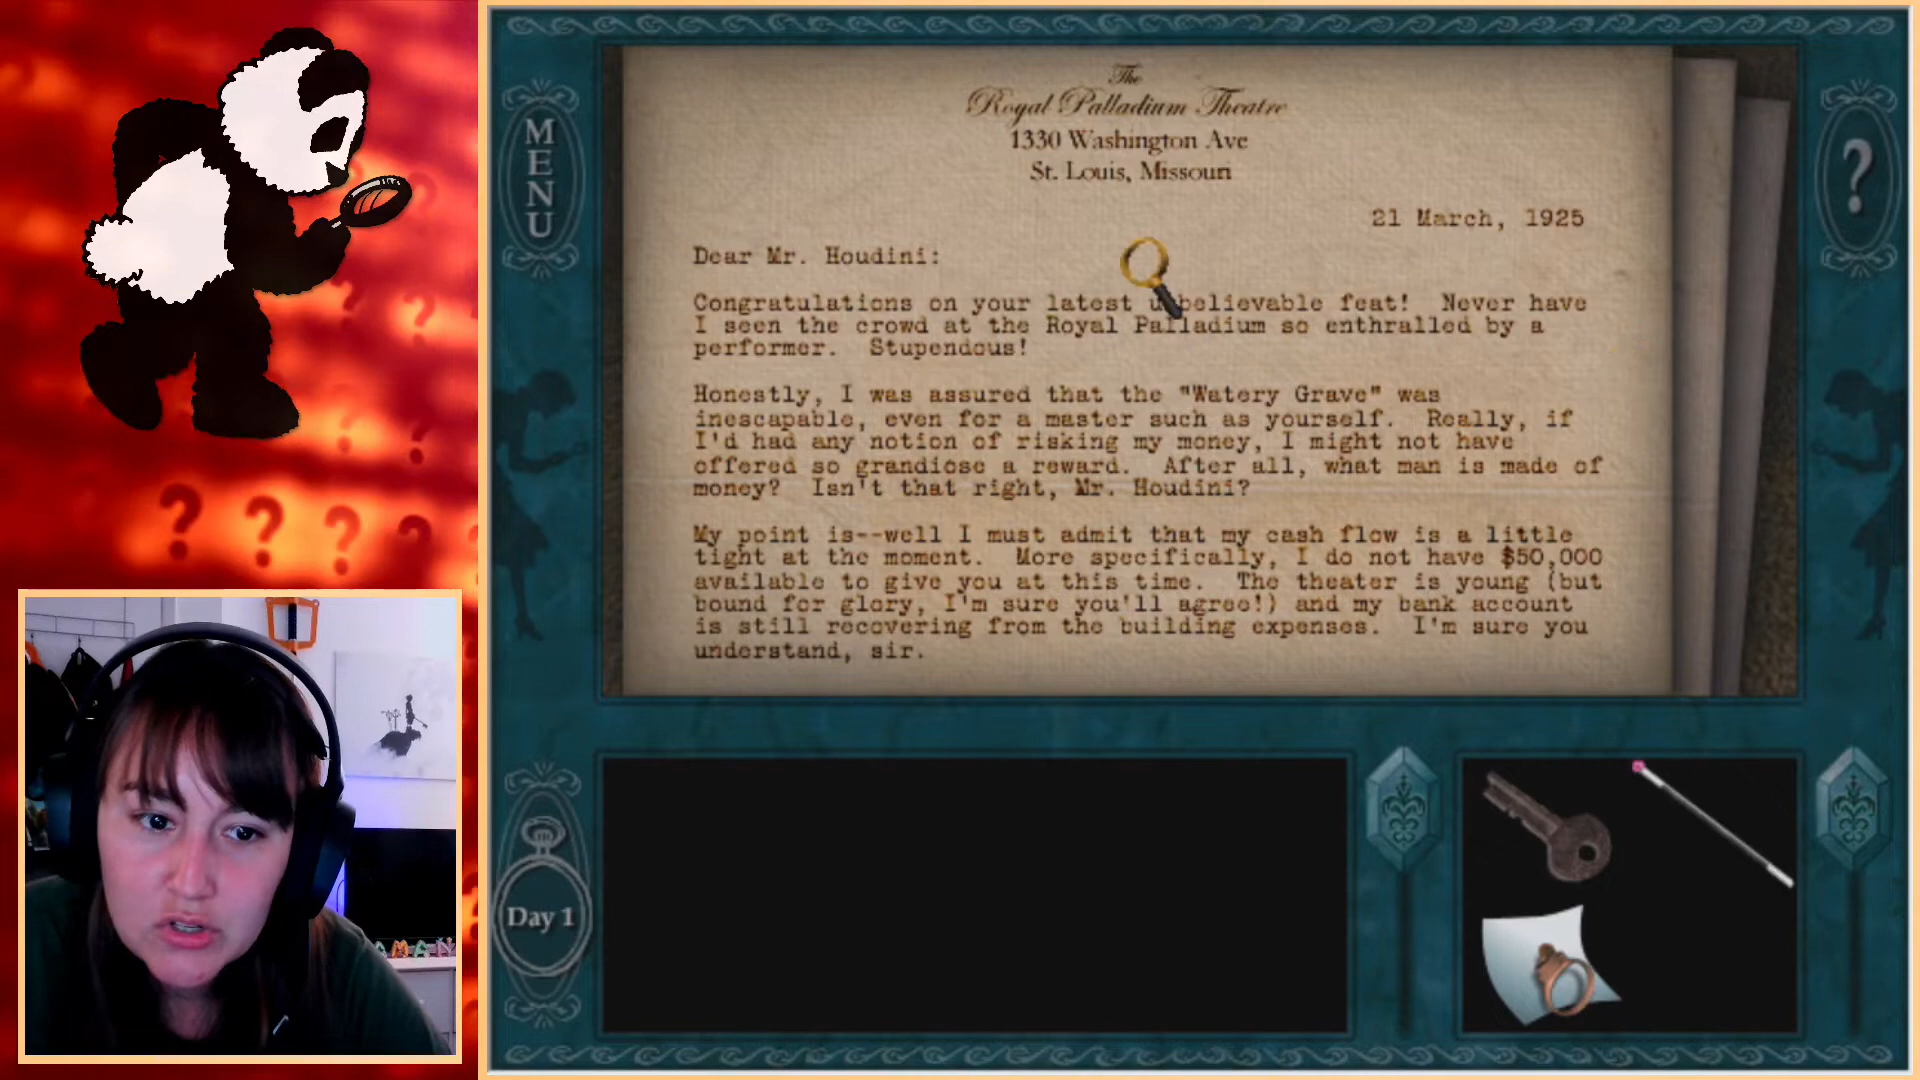 MENU
?
The
Royal Palladium Theatre
1330 Washington Ave
St. Louis, Missouri
21 March, 1925
Dear Mr. Houdini:
Congratulations on your latest unbelievable feat! Never have
I seen the crowd at the Royal Palladium so enthralled by a
performer. Stupendous!
Honestly, I was assured that the "Watery Grave" was
inescapable, even for a master such as yourself. Really, if
I'd had any notion of risking my money, I might not have
offered so grandiose a reward. After all, what man is made of
money? Isn't that right, Mr. Houdini?
My point is--well I must admit that my cash flow is a little
tight at the moment. More specifically, I do not have $50,000
available to give you at this time. The theater is young (but
bound for glory, I'm sure you'll agree!) and my bank account
is still recovering from the building expenses. I'm sure you
understand, sir.
Day 1
? ? ? ?